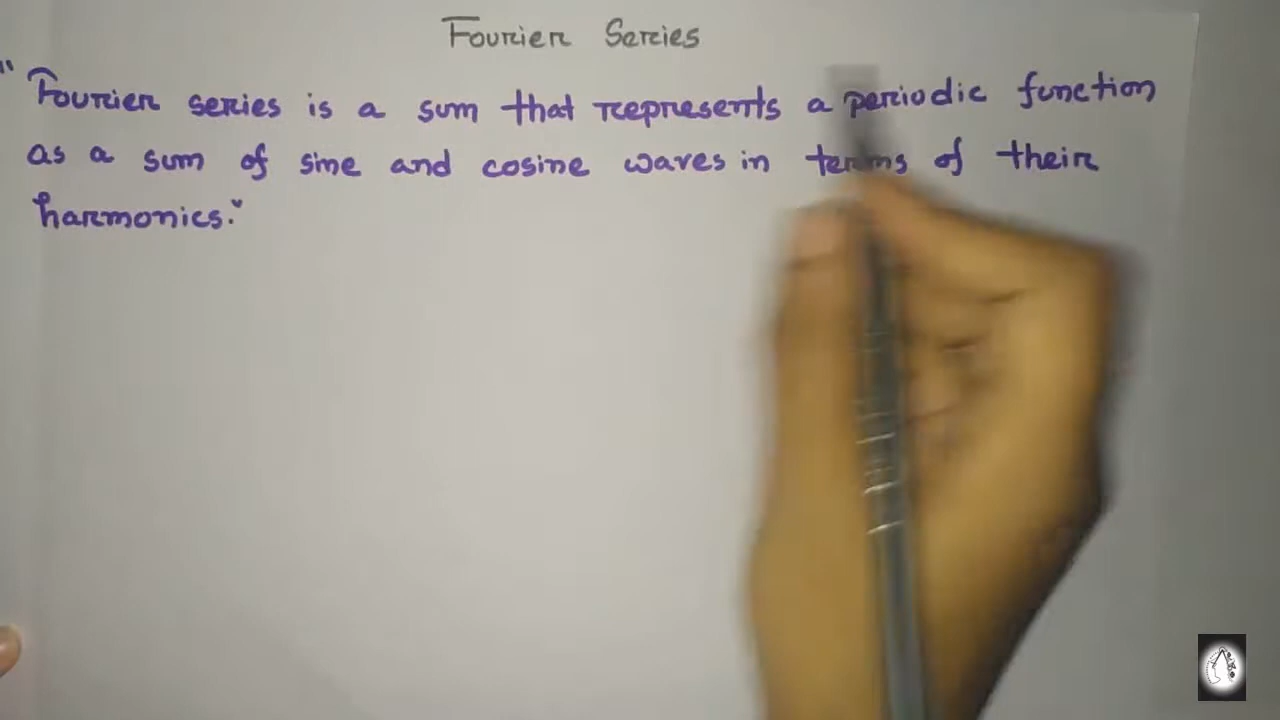 Fourier Series
"Fourier series is a sum that represents a periodic function
as a sum of sine and cosine waves in terms of their
harmonics."